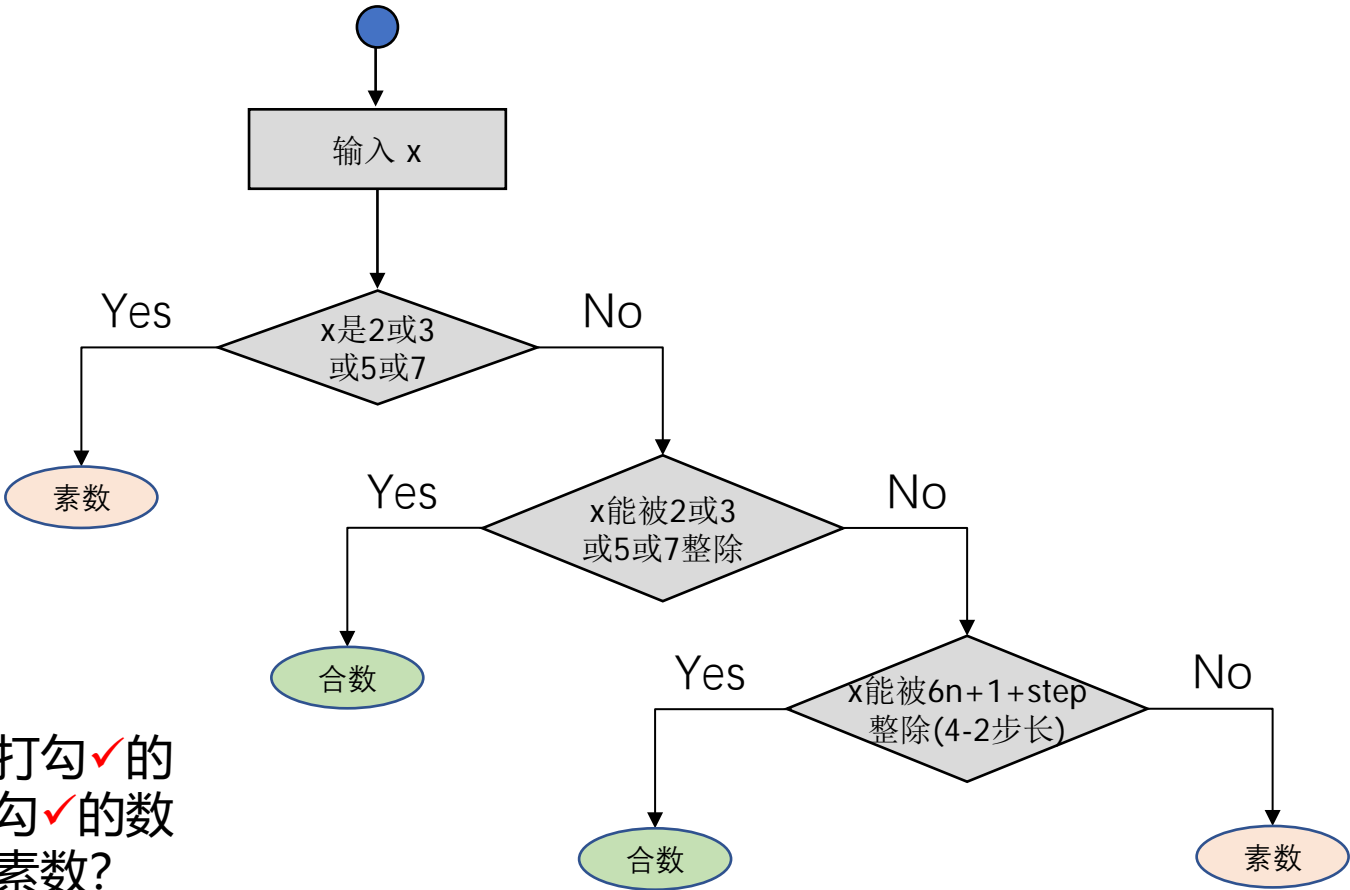 输入 x
Yes
No
x是2或3
或5或7
素数
Yes
No
x能被2或3
或5或7整除
合数
Yes
No
x能被6n+1+step
整除(4-2步长)
合数
素数
打勾✓的
勾✓的数
素数?